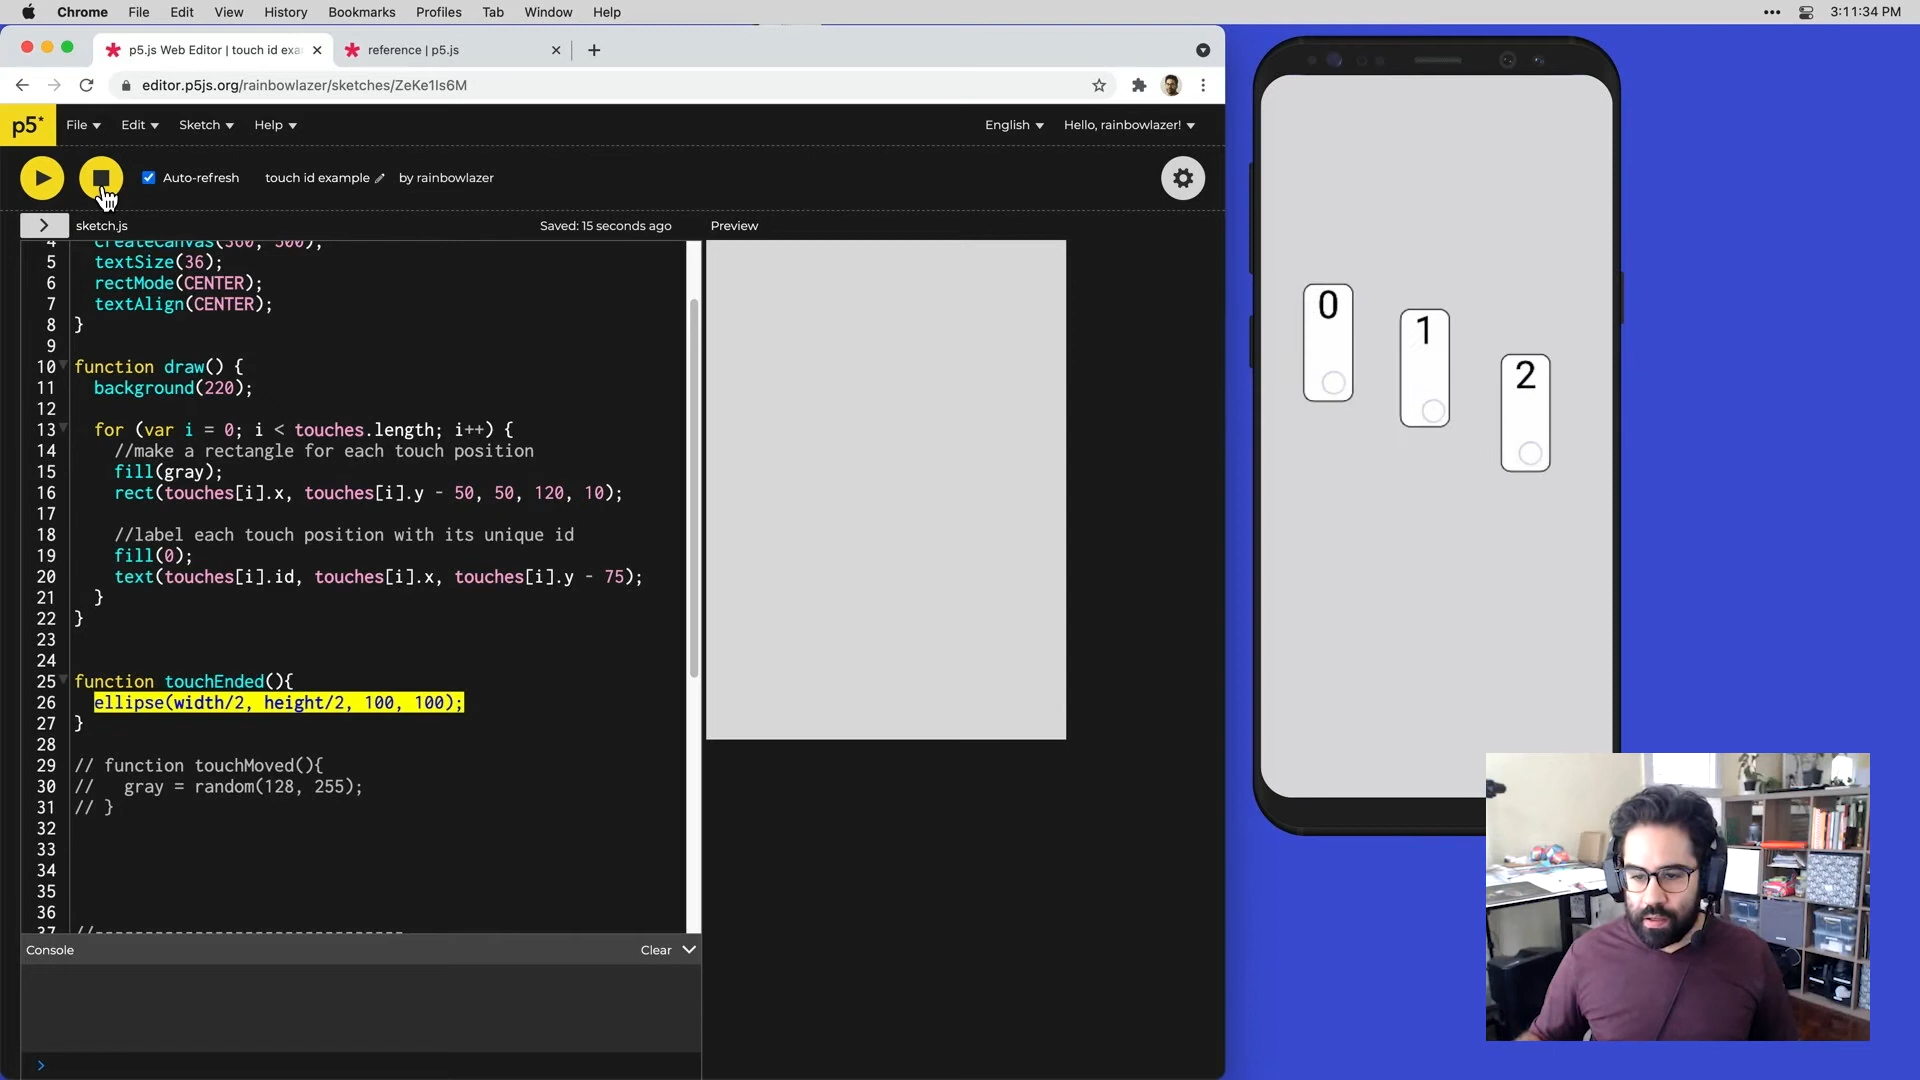 Chrome File Edit View History Bookmarks Profiles Tab Window Help ••• 3:11:34 PM
p5.js Web Editor | touch id exa
reference | p5.js
editor.p5js.org/rainbowlazer/sketches/ZeKe1Is6M
p5* File Edit Sketch Help English Hello, rainbowlazer!
Auto-refresh touch id example by rainbowlazer
> sketch.js Saved: 15 seconds ago Preview
4 createCanvas(360, 500);
5 textSize(36);
6 rectMode(CENTER);
7 textAlign(CENTER);
8 }
9
10 function draw() {
11 background(220);
12
13 for (var i = 0; i < touches.length; i++) {
14 //make a rectangle for each touch position
15 fill(gray);
16 rect(touches[i].x, touches[i].y - 50, 50, 120, 10);
17
18 //label each touch position with its unique id
19 fill(0);
20 text(touches[i].id, touches[i].x, touches[i].y - 75);
21 }
22 }
23
24
25 function touchEnded(){
26 ellipse(width/2, height/2, 100, 100);
27 }
28
29 // function touchMoved(){
30 // gray = random(128, 255);
31 // }
32
33
34
35
36
37 //-------------------------------
Console Clear
>
0
1
2